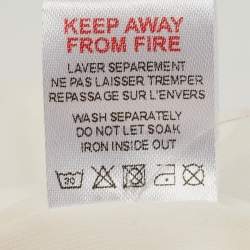 KEEP AWAY
FROM FIRE
LAVER SEPAREMENT
NE PAS LAISSER TREMPER
REPASSAGE SUR L'ENVERS
WASH SEPARATELY
DO NOT LET SOAK
IRON INSIDE OUT
30